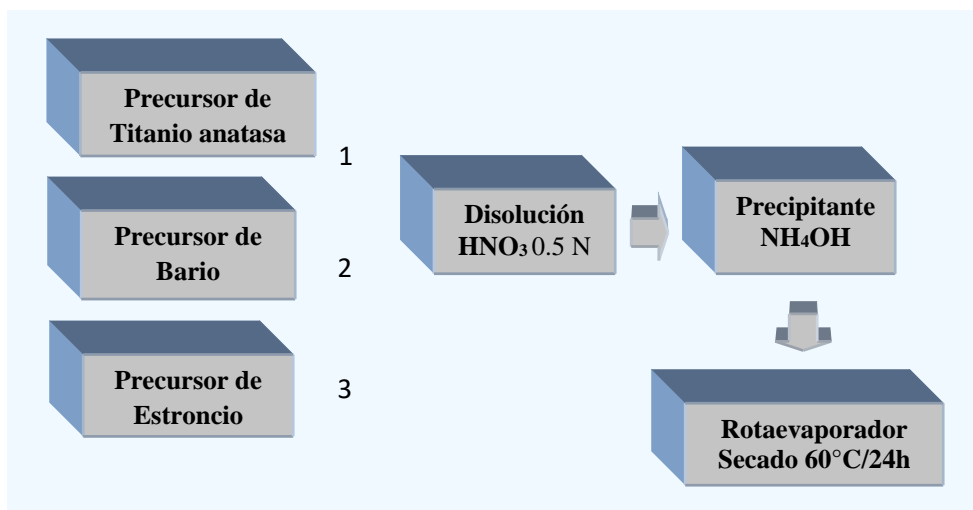 Precursor de
Titanio anatasa
1
Precursor de
Bario
2
Precursor de
Estroncio
3
Disolución
HNO₃ 0.5 N
Precipitante
NH₄OH
Rotaevaporador
Secado 60°C/24h